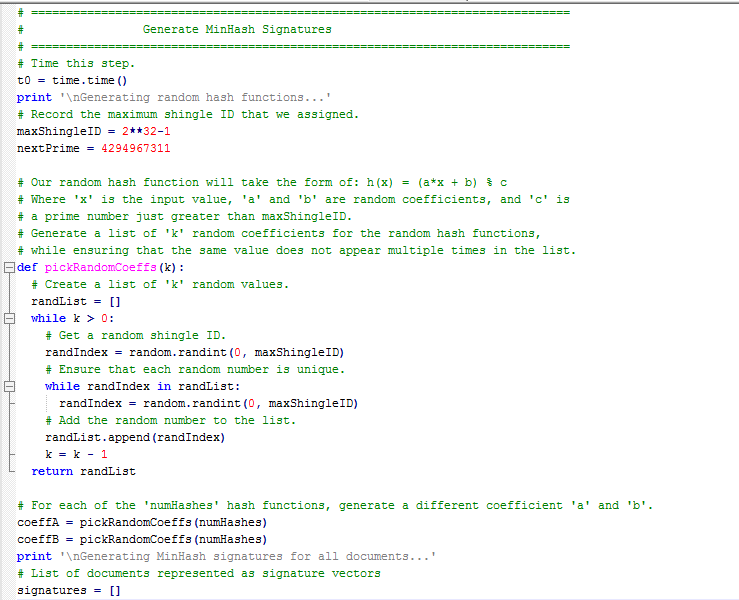 # =============================================================================
#                 Generate MinHash Signatures
# =============================================================================
# Time this step.
t0 = time.time()
print '\nGenerating random hash functions...'
# Record the maximum shingle ID that we assigned.
maxShingleID = 2**32-1
nextPrime = 4294967311
# Our random hash function will take the form of: h(x) = (a*x + b) % c
# Where 'x' is the input value, 'a' and 'b' are random coefficients, and 'c' is
# a prime number just greater than maxShingleID.
# Generate a list of 'k' random coefficients for the random hash functions,
# while ensuring that the same value does not appear multiple times in the list.
def pickRandomCoeffs(k):
  # Create a list of 'k' random values.
  randList = []
  while k > 0:
    # Get a random shingle ID.
    randIndex = random.randint(0, maxShingleID)
    # Ensure that each random number is unique.
    while randIndex in randList:
      randIndex = random.randint(0, maxShingleID)
    # Add the random number to the list.
    randList.append(randIndex)
    k = k - 1
  return randList
# For each of the 'numHashes' hash functions, generate a different coefficient 'a' and 'b'.
coeffA = pickRandomCoeffs(numHashes)
coeffB = pickRandomCoeffs(numHashes)
print '\nGenerating MinHash signatures for all documents...'
# List of documents represented as signature vectors
signatures = []